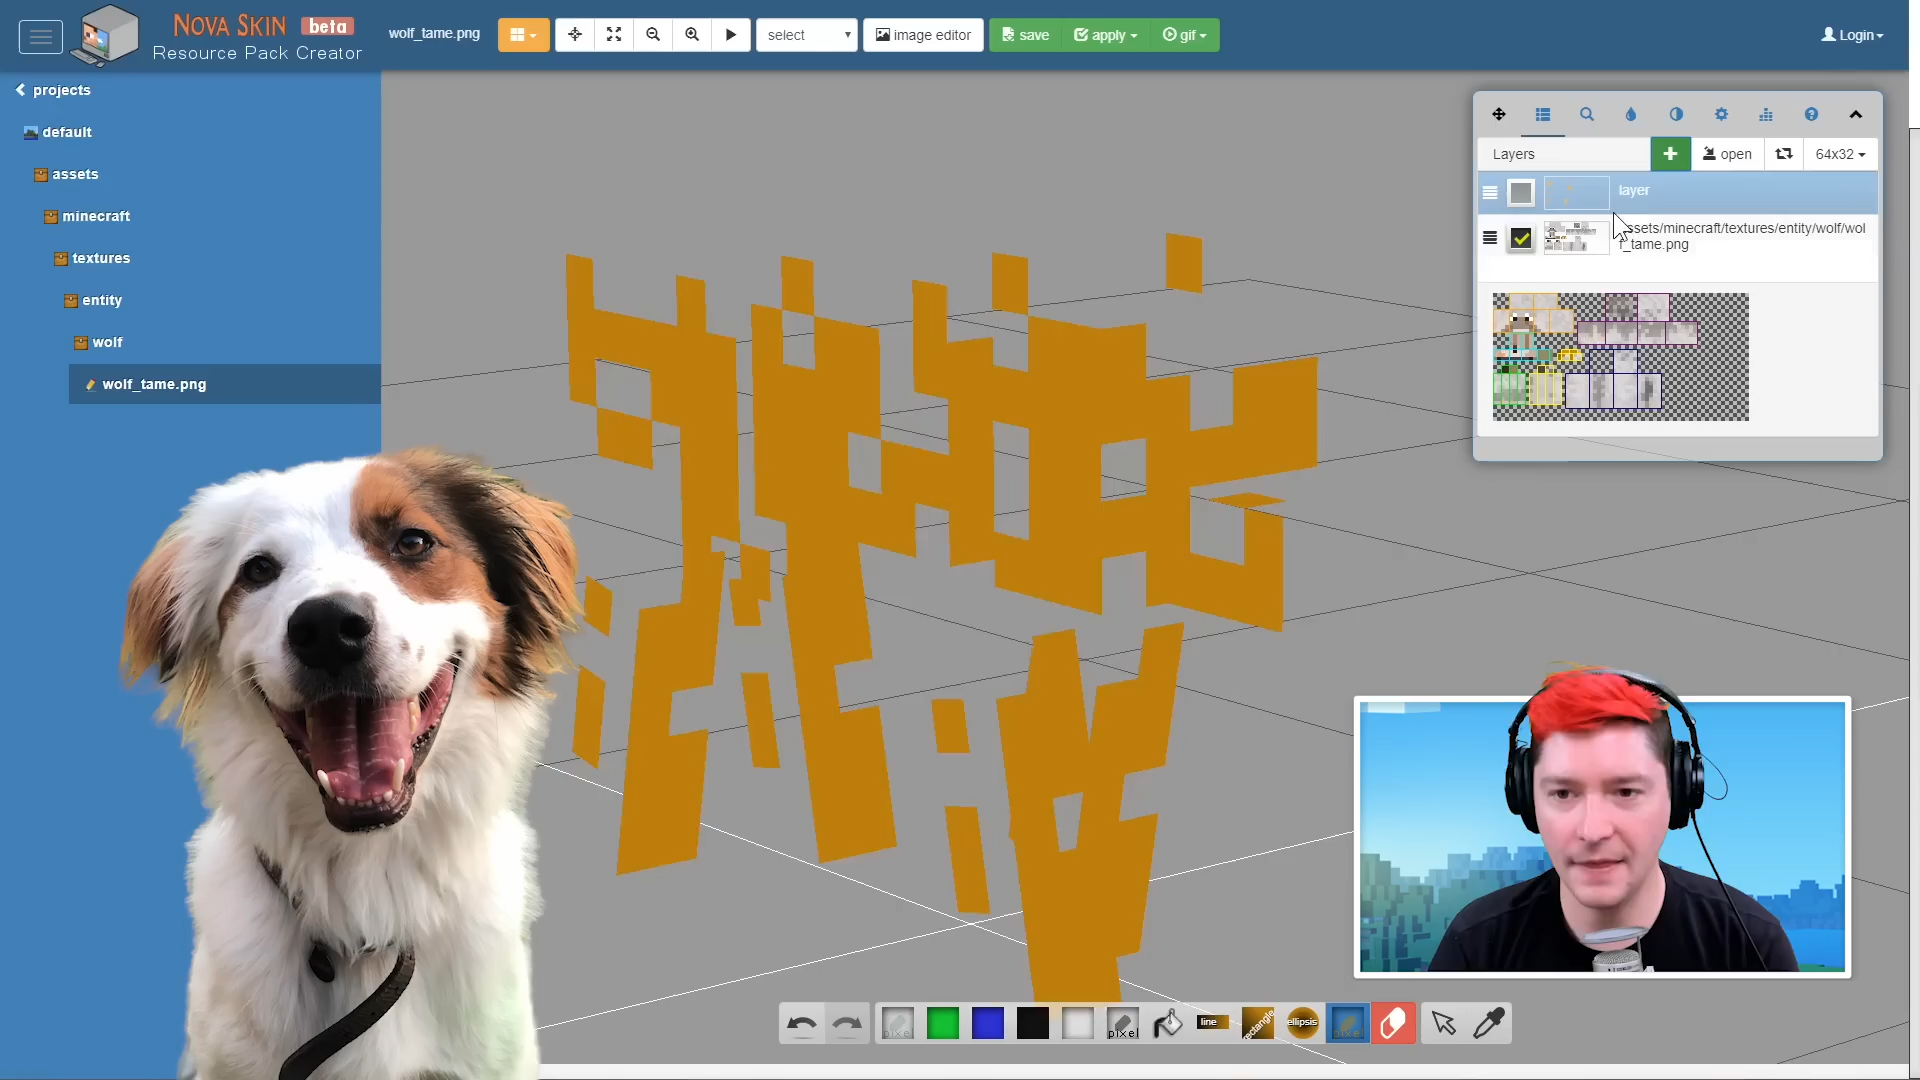 NOVA SKIN beta
Resource Pack Creator
wolf_tame.png
select
image editor
save
apply
gif
Login
projects
default
assets
minecraft
textures
entity
wolf
wolf_tame.png
Layers
open
64x32
layer
ssets/minecraft/textures/entity/wolf/wol
f_tame.png
pixel
pixel
line
rectangle
ellipsis
pixel